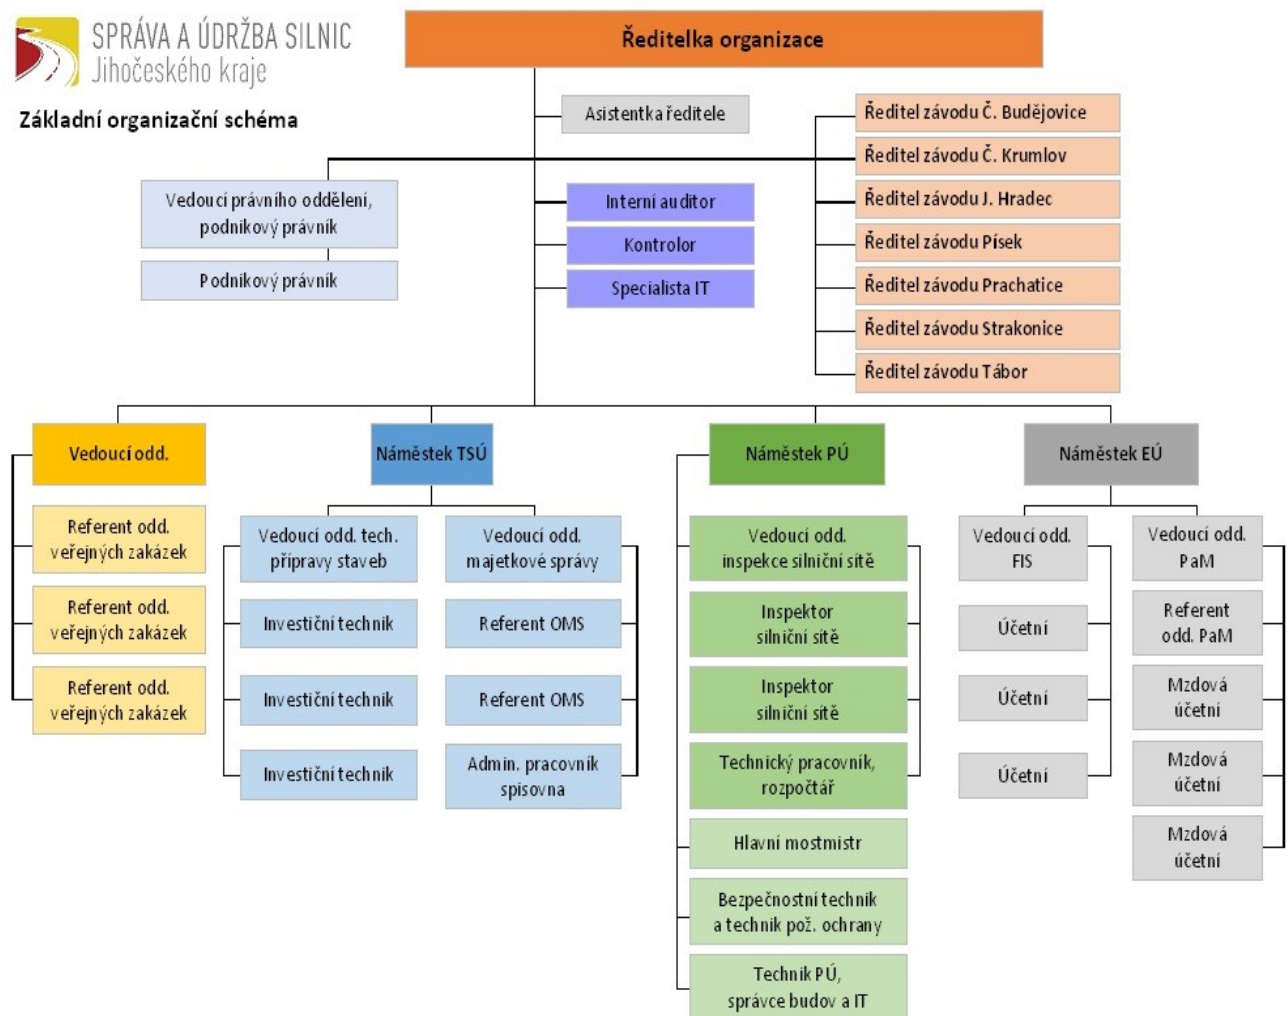 SPRÁVA A ÚDRŽBA SILNIC
Jihočeského kraje
Základní organizační schéma
Ředitelka organizace
Asistentka ředitele
Ředitel závodu Č. Budějovice
Ředitel závodu Č. Krumlov
Ředitel závodu J. Hradec
Ředitel závodu Písek
Ředitel závodu Prachatice
Ředitel závodu Strakonice
Ředitel závodu Tábor
Vedoucí právního oddělení,
podnikový právník
Podnikový právník
Interní auditor
Kontrolor
Specialista IT
Vedoucí odd.
Referent odd.
veřejných zakázek
Referent odd.
veřejných zakázek
Referent odd.
veřejných zakázek
Náměstek TSÚ
Vedoucí odd. tech.
přípravy staveb
Investiční technik
Investiční technik
Investiční technik
Vedoucí odd.
majetkové správy
Referent OMS
Referent OMS
Admin. pracovník
spisovna
Náměstek PÚ
Vedoucí odd.
inspekce silniční sítě
Inspektor
silniční sítě
Inspektor
silniční sítě
Technický pracovník,
rozpočtář
Hlavní mostmistr
Bezpečnostní technik
a technik pož. ochrany
Technik PÚ,
správce budov a IT
Náměstek EÚ
Vedoucí odd.
FIS
Účetní
Účetní
Účetní
Vedoucí odd.
PaM
Referent
odd. PaM
Mzdová
účetní
Mzdová
účetní
Mzdová
účetní